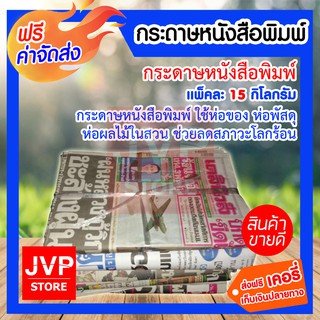 ฟรี
ค่าจัดส่ง
กระดาษหนังสือพิมพ์
กระดาษหนังสือพิมพ์
แพ็คละ 15 กิโลกรัม
กระดาษหนังสือพิมพ์ ใช้ห่อของ ห่อพัสดุ
ห่อผลไม้ในสวน ช่วยลดสภาวะโลกร้อน
สินค้า
ขายดี
JVP
STORE
ส่งฟรี เคอรี่
เก็บเงินปลายทาง